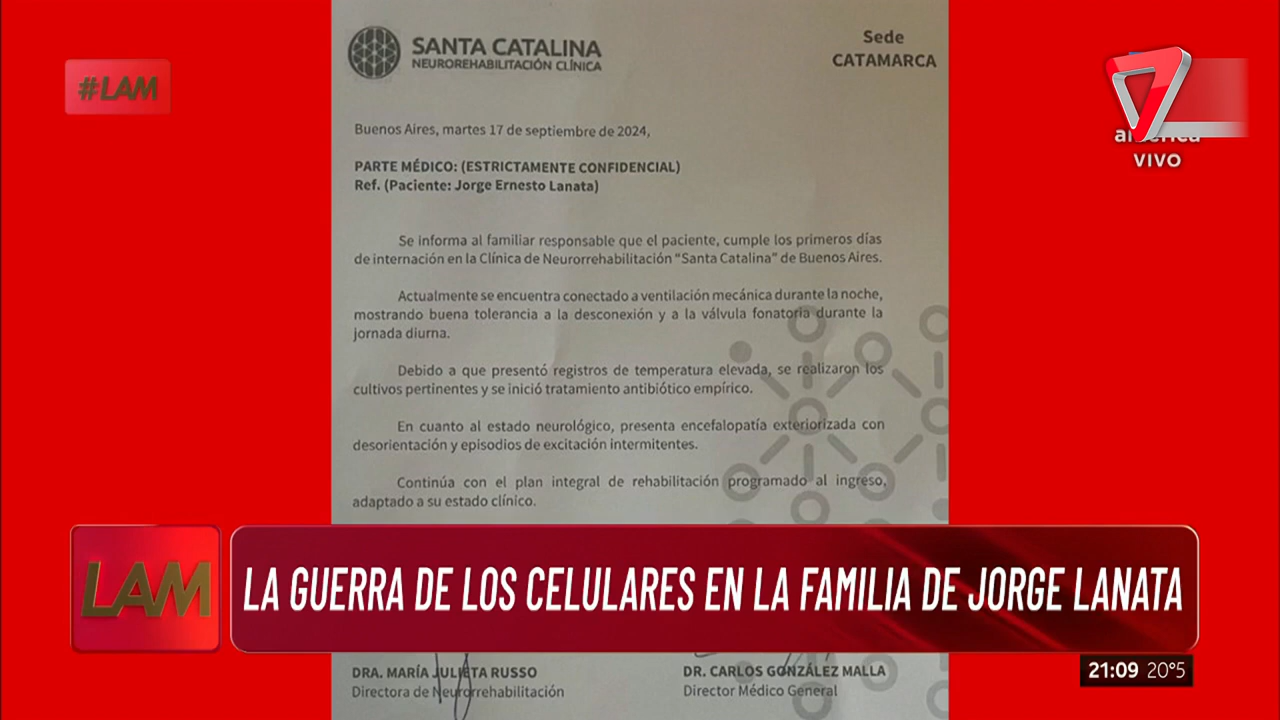 #LAM
SANTA CATALINA
NEUROREHABILITACIÓN CLÍNICA
Sede
CATAMARCA
américa
VIVO
Buenos Aires, martes 17 de septiembre de 2024,
PARTE MÉDICO: (ESTRICTAMENTE CONFIDENCIAL)
Ref. (Paciente: Jorge Ernesto Lanata)
Se informa al familiar responsable que el paciente, cumple los primeros días
de internación en la Clínica de Neurorrehabilitación "Santa Catalina" de Buenos Aires.
Actualmente se encuentra conectado a ventilación mecánica durante la noche,
mostrando buena tolerancia a la desconexión y a la válvula fonatoria durante la
jornada diurna.
Debido a que presentó registros de temperatura elevada, se realizaron los
cultivos pertinentes y se inició tratamiento antibiótico empírico.
En cuanto al estado neurológico, presenta encefalopatía exteriorizada con
desorientación y episodios de excitación intermitentes.
Continúa con el plan integral de rehabilitación programado al ingreso,
adaptado a su estado clínico.
LAM
LA GUERRA DE LOS CELULARES EN LA FAMILIA DE JORGE LANATA
DRA. MARÍA JULIETA RUSSO
Directora de Neurorrehabilitación
DR. CARLOS GONZÁLEZ MALLA
Director Médico General
21:09 20°5